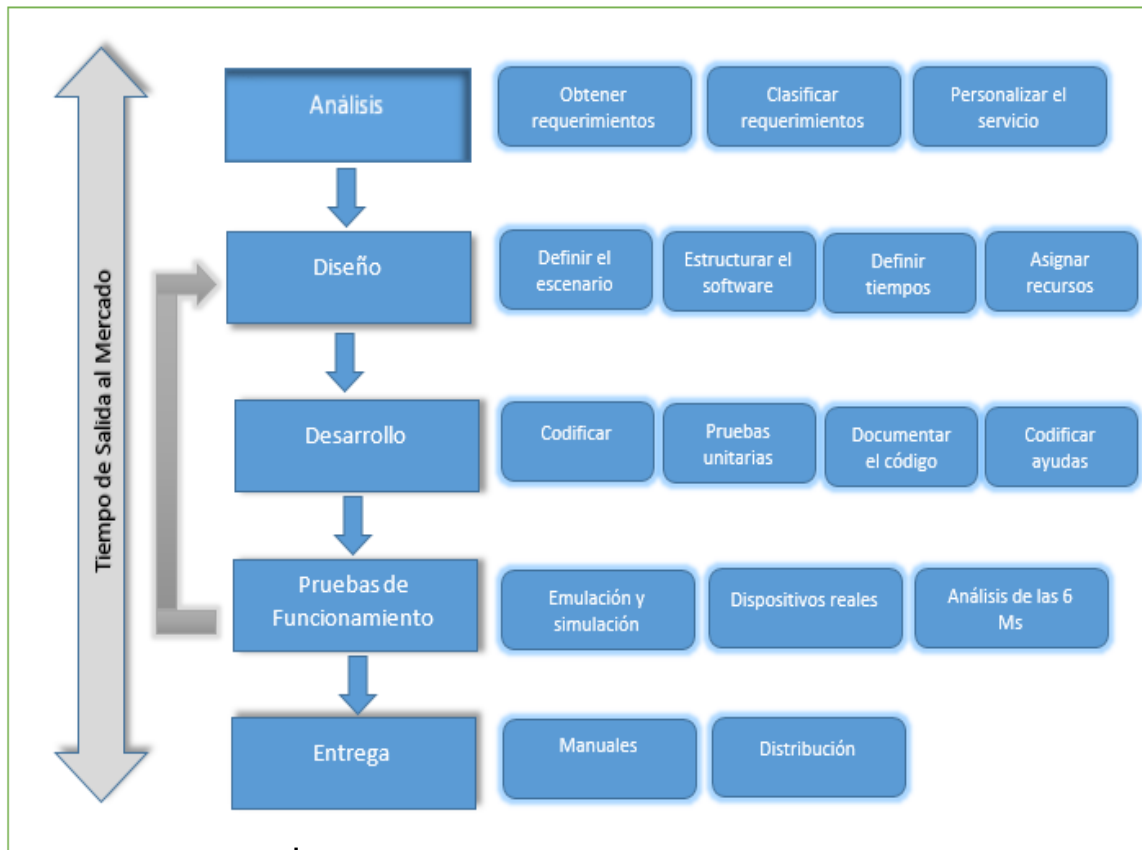 Tiempo de Salida al Mercado
Análisis
Obtener
requerimientos
Clasificar
requerimientos
Personalizar el
servicio
Diseño
Definir el
escenario
Estructurar el
software
Definir
tiempos
Asignar
recursos
Desarrollo
Codificar
Pruebas
unitarias
Documentar
el código
Codificar
ayudas
Pruebas de
Funcionamiento
Emulación y
simulación
Dispositivos reales
Análisis de las 6
Ms
Entrega
Manuales
Distribución